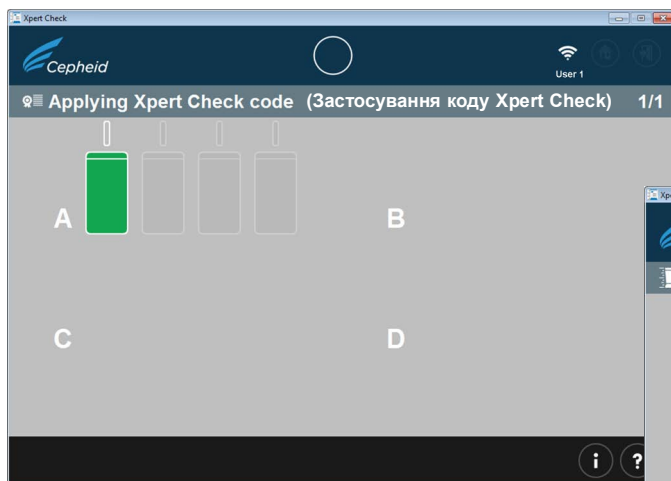 Xpert Check
Cepheid
User 1
Applying Xpert Check code (Застосування коду Xpert Check) 1/1
A
B
C
D
i
?